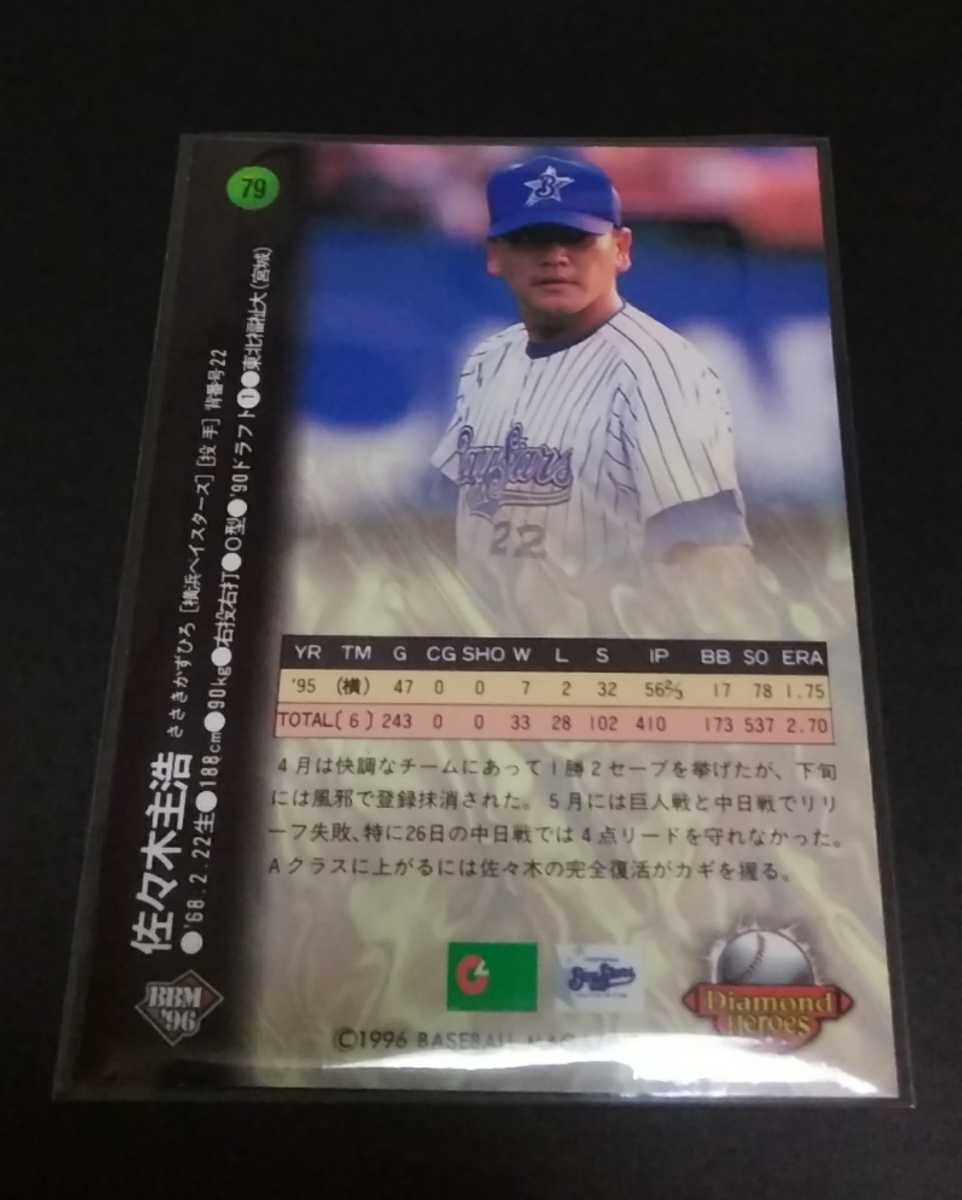 79
佐々木主浩 ささきかずひろ [横浜ベイスターズ] [投手] 背番号22
●'68.2.22生●188cm●90kg●右投右打●O型●'90ドラフト①●東北福祉大(宮城)
B
BayStars
22
YR TM G CG SHO W L S IP BB SO ERA
'95 (横) 47 0 0 7 2 32 56⅔ 17 78 1.75
TOTAL(6) 243 0 0 33 28 102 410 173 537 2.70
4月は快調なチームにあって1勝2セーブを挙げたが、下旬
には風邪で登録抹消された。5月には巨人戦と中日戦でリリ
ーフ失敗、特に26日の中日戦では4点リードを守れなかった。
Aクラスに上がるには佐々木の完全復活がカギを握る。
BBM
'96
BayStars
Diamond
Heroes
©1996 BASEBALL